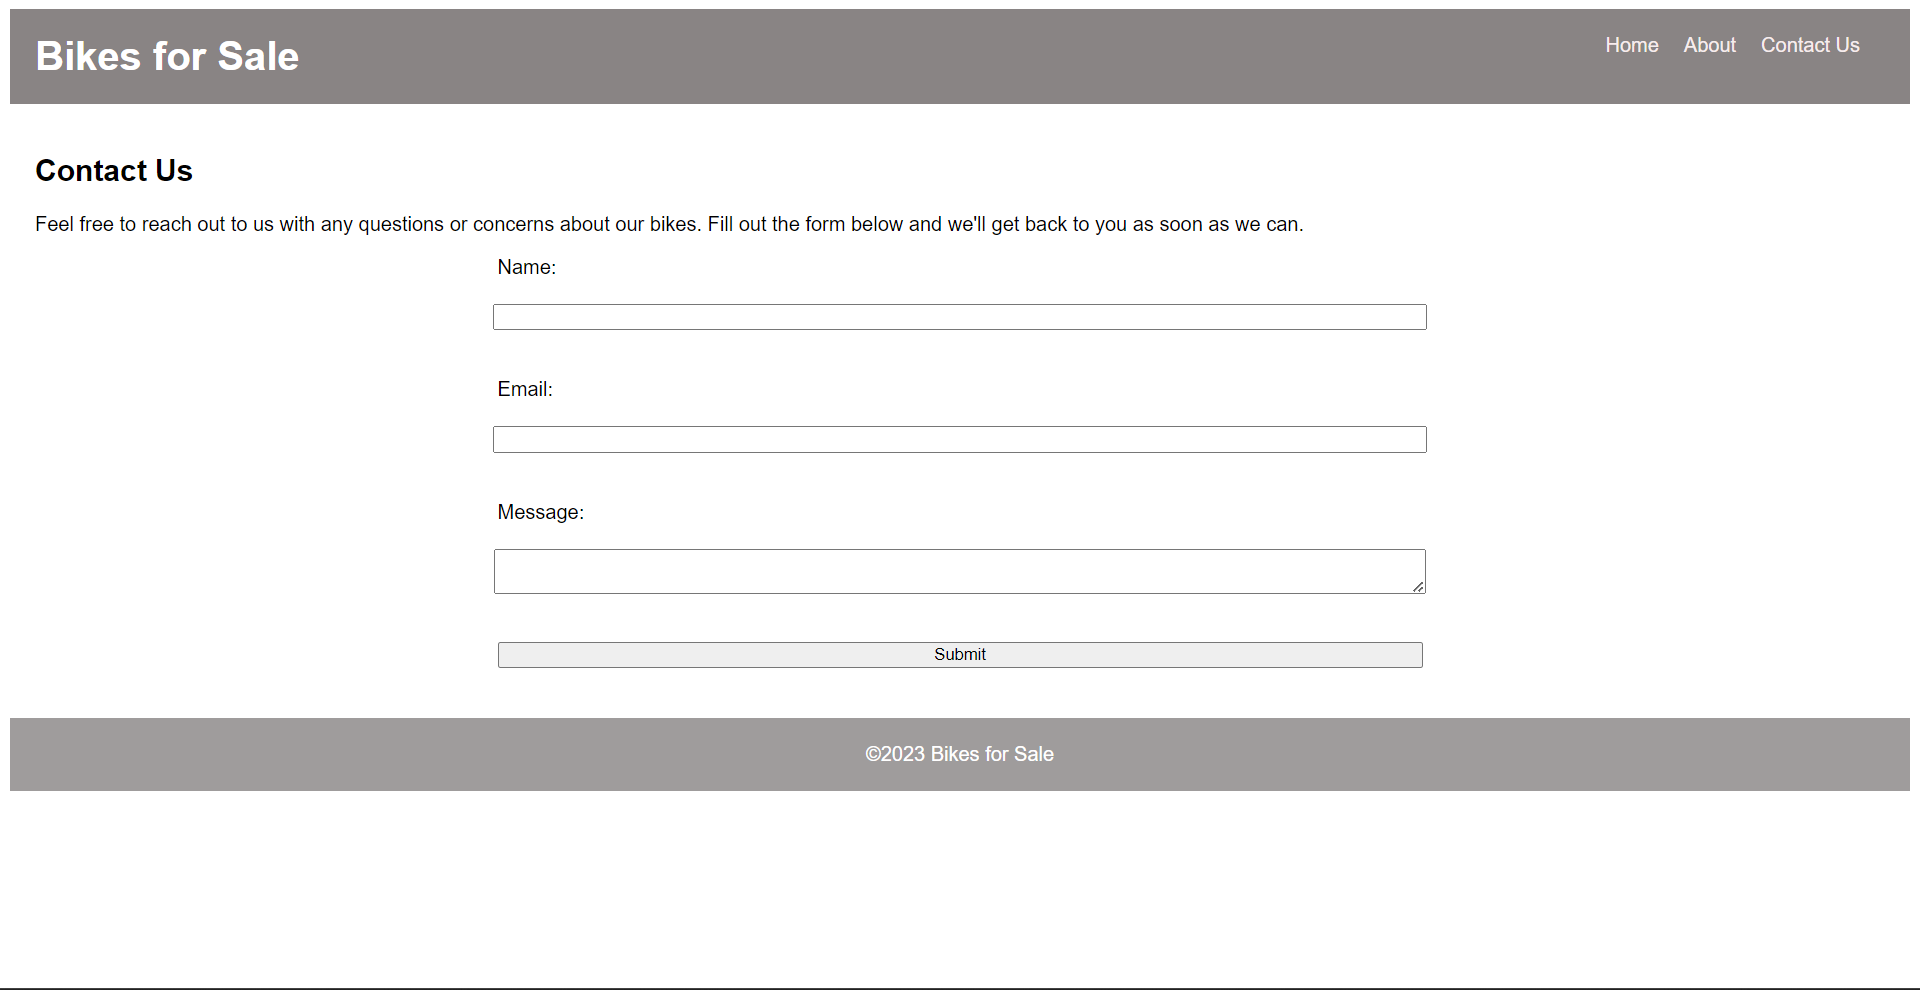 Bikes for Sale
Home About Contact Us
Contact Us
Feel free to reach out to us with any questions or concerns about our bikes. Fill out the form below and we'll get back to you as soon as we can.
Name:
Email:
Message:
Submit
©2023 Bikes for Sale